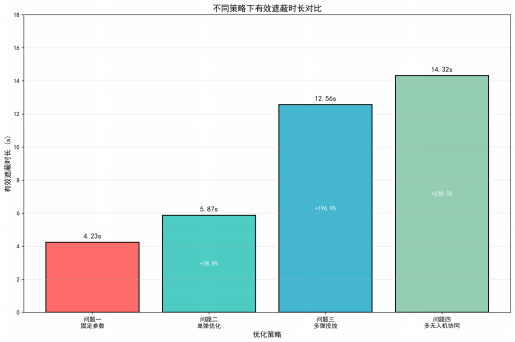 不同策略下有效遮蔽时长对比
有效遮蔽时长 (s)
18
16
14
12
10
8
6
4
2
0
4.23s
5.87s
12.56s
14.32s
+38.8%
+196.9%
+238.5%
问题一
固定参数
问题二
单弹优化
问题三
多弹投放
问题四
多无人机协同
优化策略